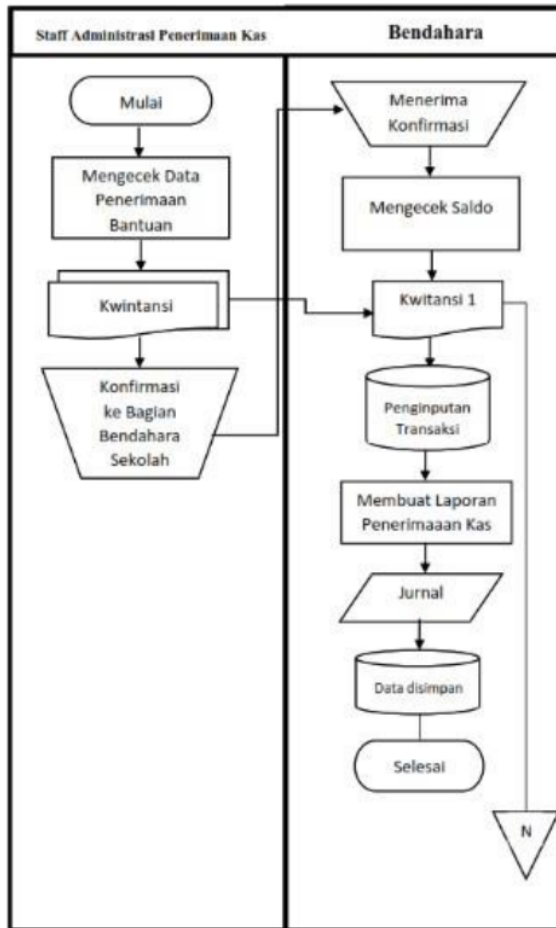 Staff Administrasi Penerimaan Kas
Bendahara
Mulai
Mengecek Data
Penerimaan
Bantuan
Kwintansi
Konfirmasi
ke Bagian
Bendahara
Sekolah
Menerima
Konfirmasi
Mengecek Saldo
Kwitansi 1
Penginputan
Transaksi
Membuat Laporan
Penerimaaan Kas
Jurnal
Data disimpan
Selesai
N